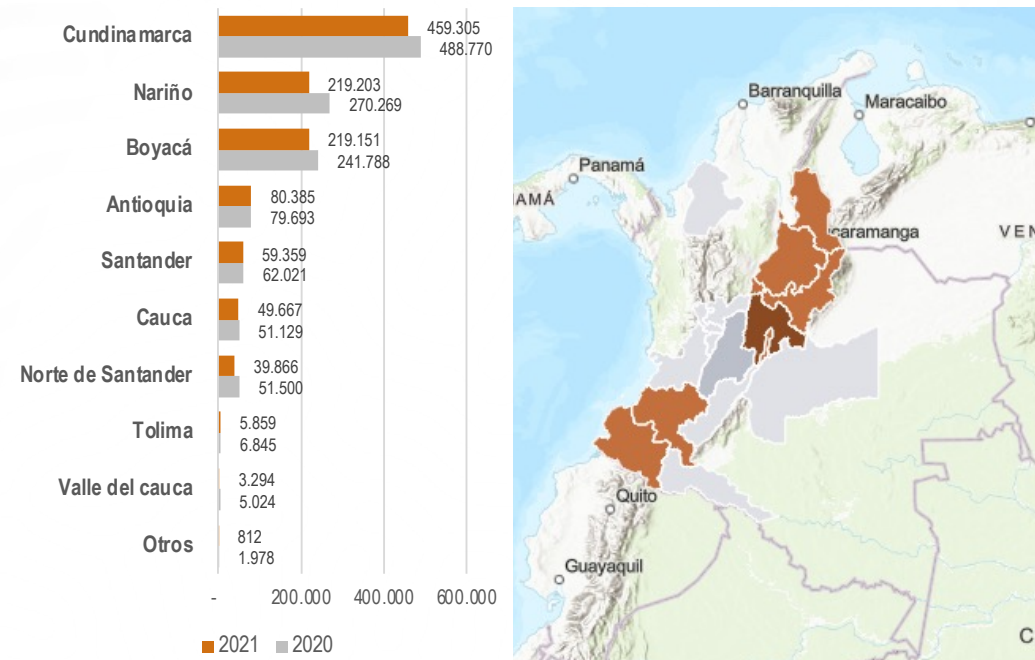 Cundinamarca
459.305
488.770
Nariño
219.203
270.269
Boyacá
219.151
241.788
Antioquia
80.385
79.693
Santander
59.359
62.021
Cauca
49.667
51.129
Norte de Santander
39.866
51.500
Tolima
5.859
6.845
Valle del cauca
3.294
5.024
Otros
812
1.978
- 200.000 400.000 600.000
2021 2020
Barranquilla
Maracaibo
Panamá
AMÁ
caramanga
VEN
Quito
Guayaquil
C